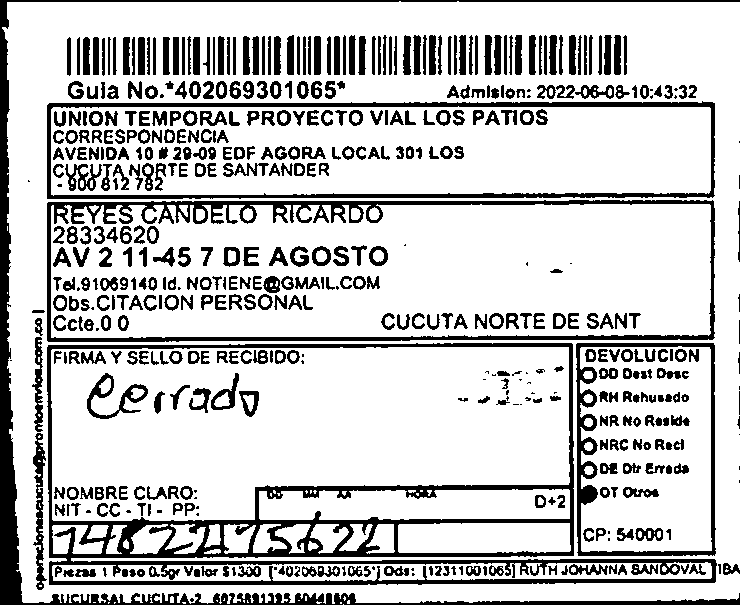 Guia No.*402069301065*
Admision: 2022-06-08-10:43:32
UNION TEMPORAL PROYECTO VIAL LOS PATIOS
CORRESPONDENCIA
AVENIDA 10 # 29-09 EDF AGORA LOCAL 301 LOS
CUCUTA NORTE DE SANTANDER
- 900 812 782
REYES CANDELO RICARDO
28334620
AV 2 11-45 7 DE AGOSTO
Tel.91069140 Id. NOTIENE@GMAIL.COM
Obs.CITACION PERSONAL
Ccte.0 0
CUCUTA NORTE DE SANT
operacionescucuta@prontoenvios.com.co |
FIRMA Y SELLO DE RECIBIDO:
Cerrado
NOMBRE CLARO:
NIT - CC - TI - PP:
DD MM AA HORA
D+2
DEVOLUCION
DD Dest Desc
RH Rehusado
NR No Reside
NRC No Recl
DE Dir Errada
OT Otros
CP: 540001
Piezas 1 Peso 0.5gr Valor $1300 [*402069301065*] Ods: [12311001065] RUTH JOHANNA SANDOVAL TIBA
SUCURSAL CUCUTA-2